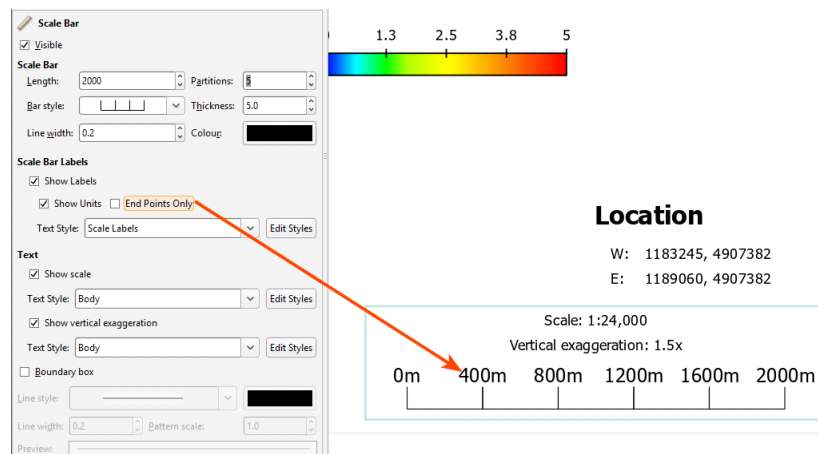 Scale Bar
Visible
Scale Bar
Length: 2000 Partitions: 5
Bar style: Thickness: 5.0
Line width: 0.2 Colour:
Scale Bar Labels
Show Labels
Show Units End Points Only
Text Style: Scale Labels Edit Styles
Text
Show scale
Text Style: Body Edit Styles
Show vertical exaggeration
Text Style: Body Edit Styles
Boundary box
Line style:
Line width: 0.2 Pattern scale: 1.0
Preview:
1.3 2.5 3.8 5
Location
W: 1183245, 4907382
E: 1189060, 4907382
Scale: 1:24,000
Vertical exaggeration: 1.5x
0m 400m 800m 1200m 1600m 2000m